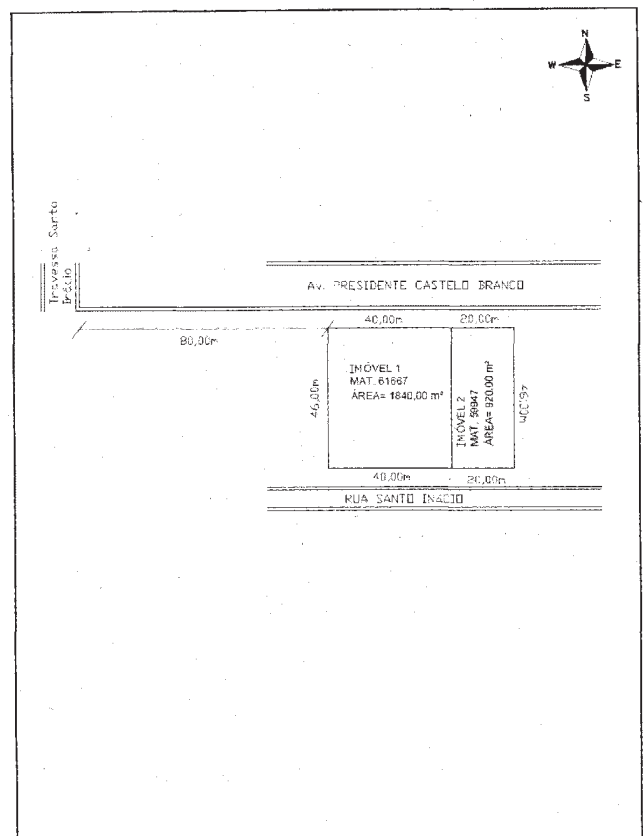 N
W E
S
Travessa Santo
Inácio
Av. PRESIDENTE CASTELO BRANCO
40,00m 20,00m
80,00m
IMÓVEL 1
MAT. 61667
ÁREA= 1840,00 m²
46,00m
IMÓVEL 2
MAT. 59947
ÁREA= 920,00 m²
46,00m
40,00m 20,00m
RUA SANTO INÁCIO